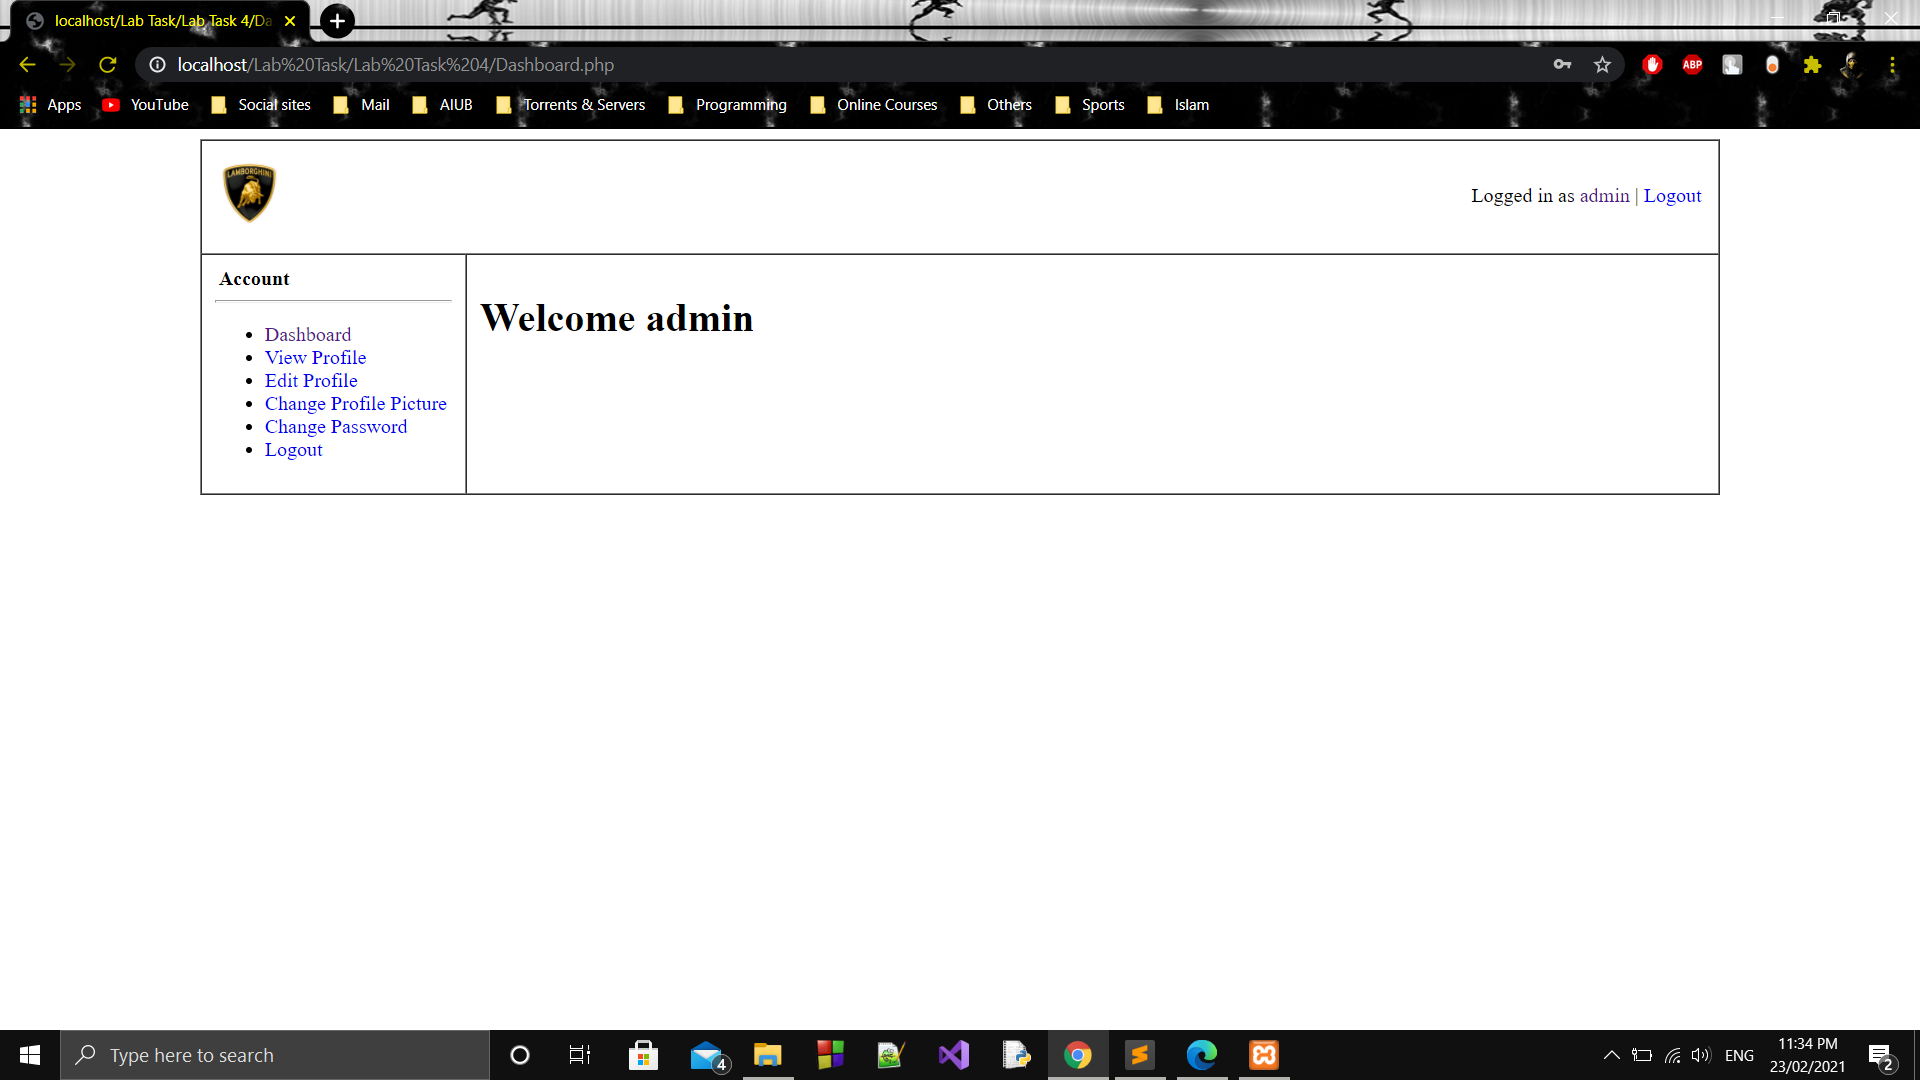 localhost/Lab Task/Lab Task 4/Da
localhost/Lab%20Task/Lab%20Task%204/Dashboard.php
ABP
Apps YouTube Social sites Mail AIUB Torrents & Servers Programming Online Courses Others Sports Islam
LAMBORGHINI
Logged in as admin | Logout
Account
Welcome admin
Dashboard
View Profile
Edit Profile
Change Profile Picture
Change Password
Logout
Type here to search
4
ENG
11:34 PM
23/02/2021
2